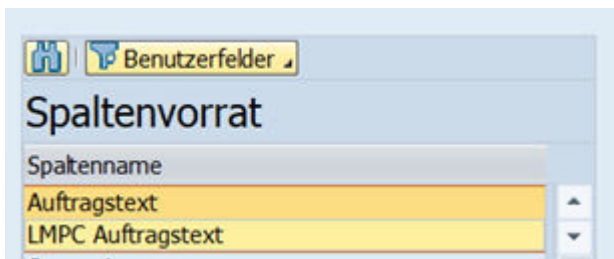 Benutzerfelder
Spaltenvorrat
Spaltenname
Auftragstext
LMPC Auftragstext